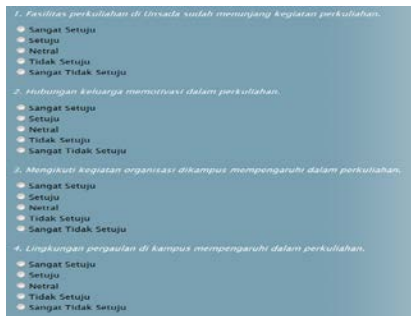 1. Fasilitas perkuliahan di Unsada sudah menunjang kegiatan perkuliahan.
Sangat Setuju
Setuju
Netral
Tidak Setuju
Sangat Tidak Setuju
2. Hubungan keluarga memotivasi dalam perkuliahan.
Sangat Setuju
Setuju
Netral
Tidak Setuju
Sangat Tidak Setuju
3. Mengikuti kegiatan organisasi dikampus mempengaruhi dalam perkuliahan.
Sangat Setuju
Setuju
Netral
Tidak Setuju
Sangat Tidak Setuju
4. Lingkungan pergaulan di kampus mempengaruhi dalam perkuliahan.
Sangat Setuju
Setuju
Netral
Tidak Setuju
Sangat Tidak Setuju